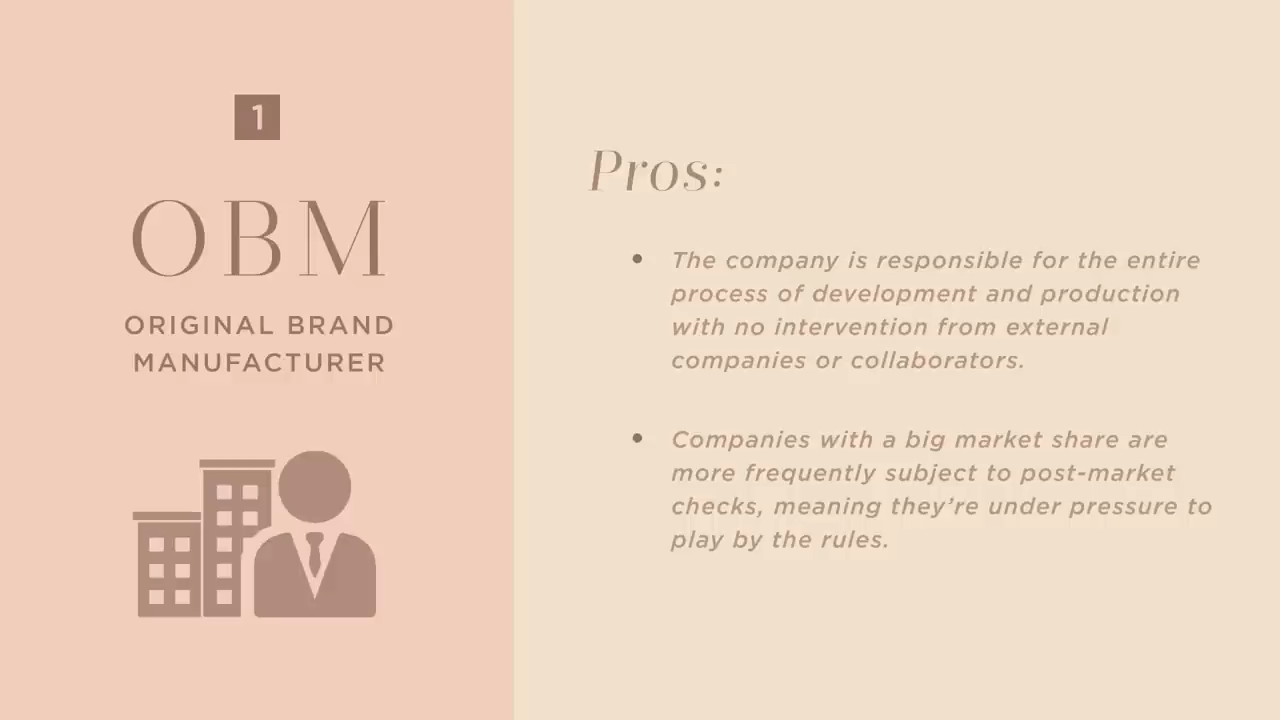 1
OBM
ORIGINAL BRAND
MANUFACTURER
Pros:
• The company is responsible for the entire
process of development and production
with no intervention from external
companies or collaborators.
• Companies with a big market share are
more frequently subject to post-market
checks, meaning they’re under pressure to
play by the rules.